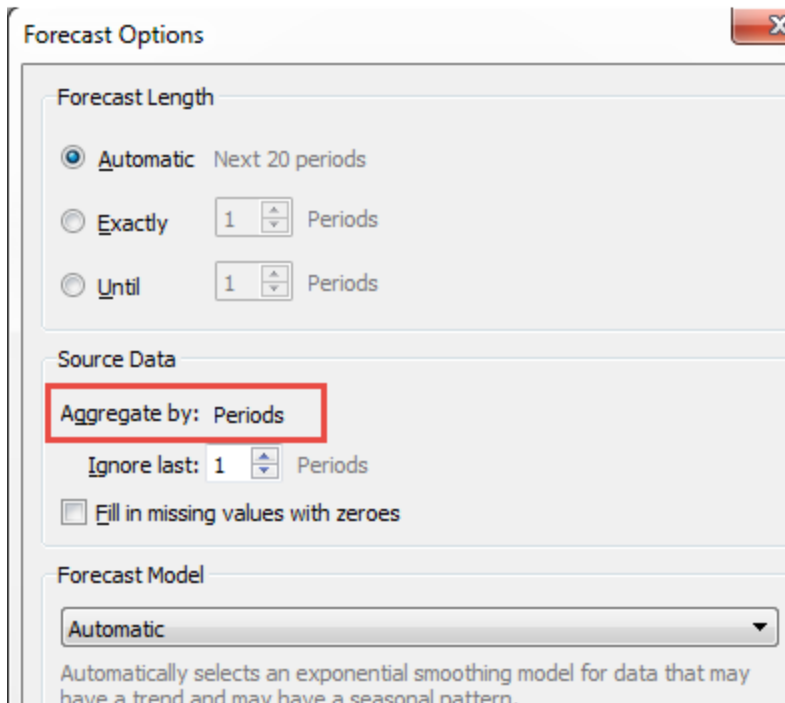 Forecast Options
Forecast Length
Automatic Next 20 periods
Exactly 1 Periods
Until 1 Periods
Source Data
Aggregate by: Periods
Ignore last: 1 Periods
Fill in missing values with zeroes
Forecast Model
Automatic
Automatically selects an exponential smoothing model for data that may
have a trend and may have a seasonal pattern.